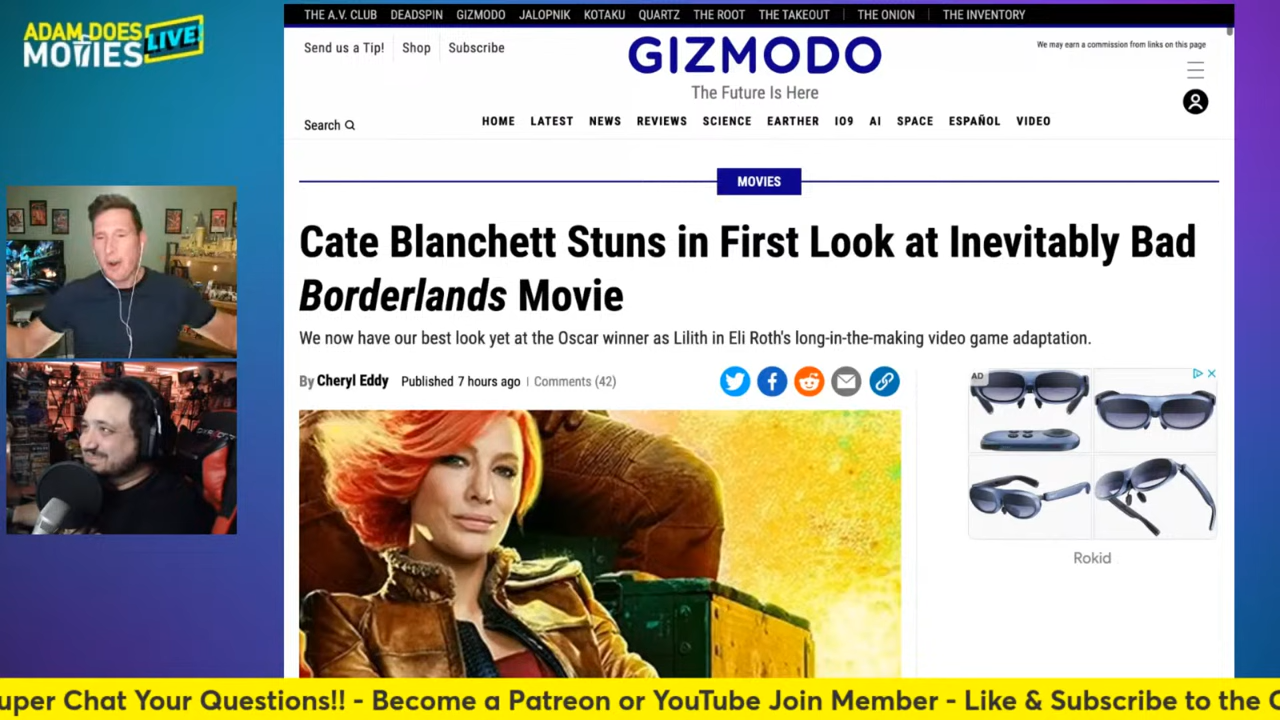 ADAM DOES
MOVIES
LIVE!
THE A.V. CLUB DEADSPIN GIZMODO JALOPNIK KOTAKU QUARTZ THE ROOT THE TAKEOUT THE ONION THE INVENTORY
Send us a Tip! Shop Subscribe
GIZMODO
We may earn a commission from links on this page
The Future Is Here
Search
HOME LATEST NEWS REVIEWS SCIENCE EARTHER IO9 AI SPACE ESPAÑOL VIDEO
MOVIES
Cate Blanchett Stuns in First Look at Inevitably Bad
Borderlands Movie
We now have our best look yet at the Oscar winner as Lilith in Eli Roth's long-in-the-making video game adaptation.
By Cheryl Eddy Published 7 hours ago | Comments (42)
AD
Rokid
uper Chat Your Questions!! - Become a Patreon or YouTube Join Member - Like & Subscribe to the C